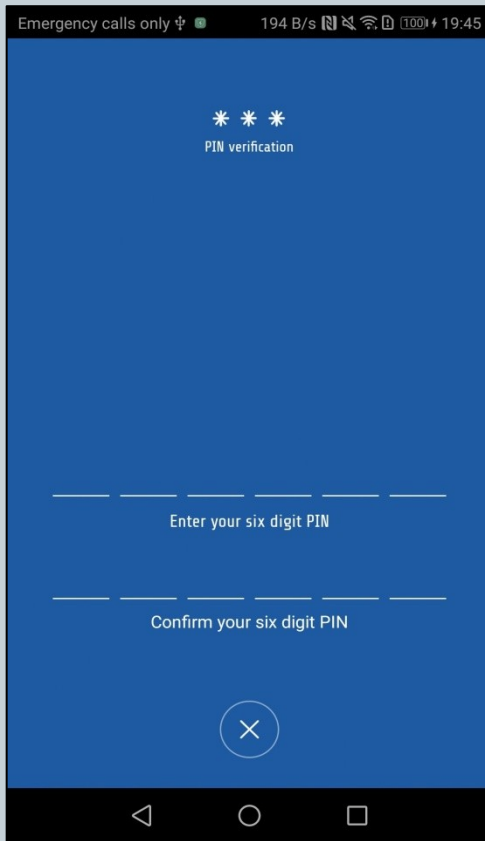 Emergency calls only 194 B/s 100 19:45
***
PIN verification
Enter your six digit PIN
Confirm your six digit PIN